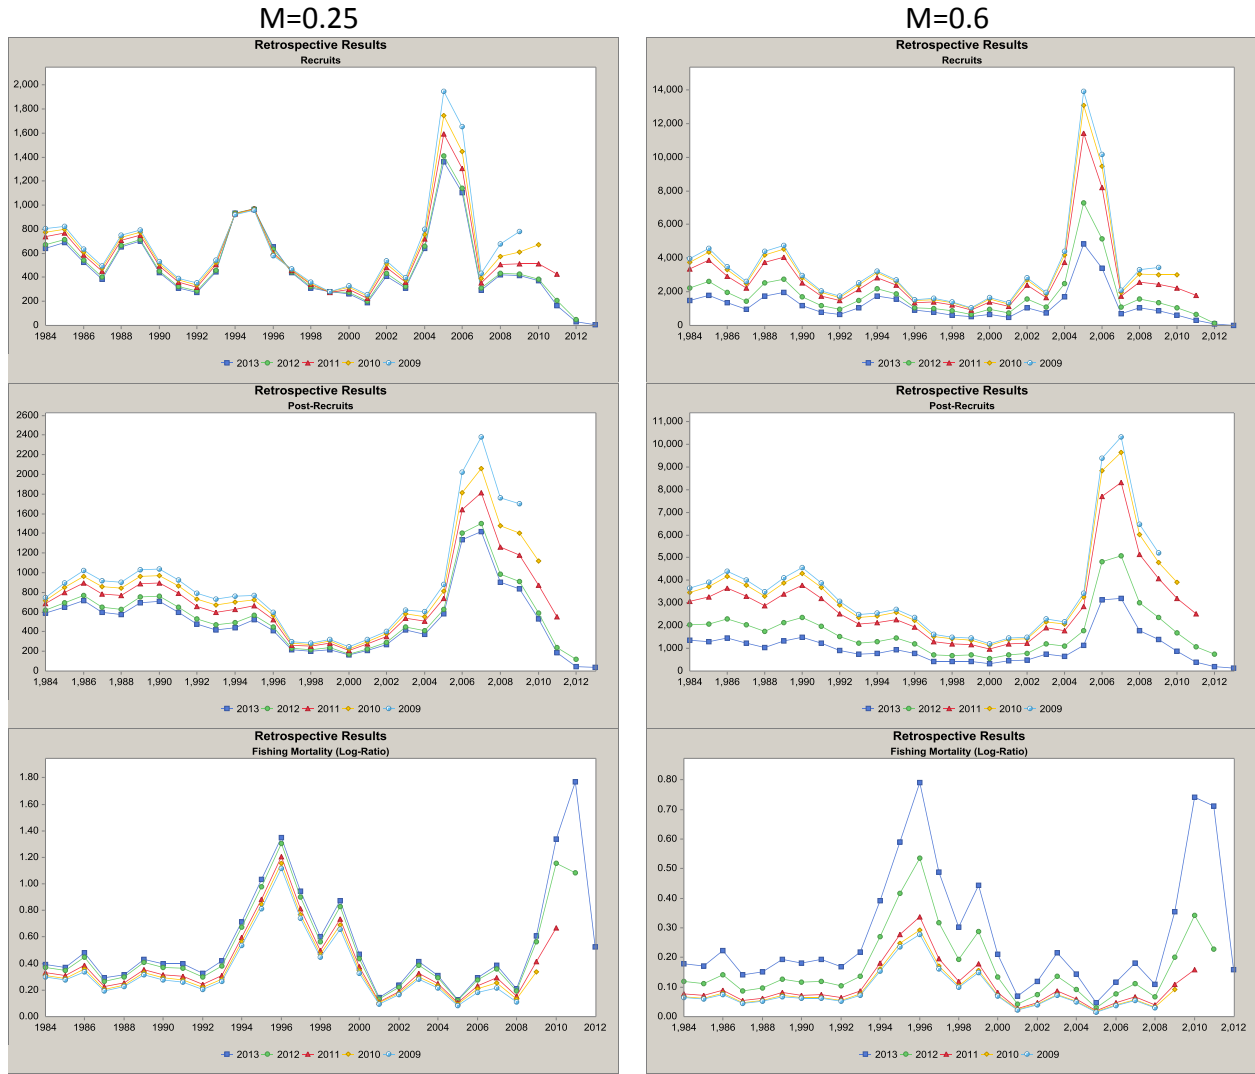 M=0.25
M=0.6
Retrospective Results
Recruits
2,000
1,800
1,600
1,400
1,200
1,000
800
600
400
200
0
1984 1986 1988 1990 1992 1994 1996 1998 2,000 2,002 2,004 2,006 2,008 2,010 2,012
2013 2012 2011 2010 2009
Retrospective Results
Recruits
14,000
12,000
10,000
8,000
6,000
4,000
2,000
0
1,984 1,986 1,988 1,990 1,992 1,994 1,996 1,998 2,000 2,002 2,004 2,006 2,008 2,010 2,012
2013 2012 2011 2010 2009
Retrospective Results
Post-Recruits
2600
2400
2200
2000
1800
1600
1400
1200
1000
800
600
400
200
0
1,984 1,986 1,988 1,990 1,992 1,994 1,996 1,998 2,000 2,002 2,004 2,006 2,008 2,010 2,012
2013 2012 2011 2010 2009
Retrospective Results
Post-Recruits
11,000
10,000
9,000
8,000
7,000
6,000
5,000
4,000
3,000
2,000
1,000
0
1,984 1,986 1,988 1,990 1,992 1,994 1,996 1,998 2,000 2,002 2,004 2,006 2,008 2,010 2,012
2013 2012 2011 2010 2009
Retrospective Results
Fishing Mortality (Log-Ratio)
1.80
1.60
1.40
1.20
1.00
0.80
0.60
0.40
0.20
0.00
1984 1986 1988 1990 1992 1994 1996 1998 2000 2002 2004 2006 2008 2010 2012
2013 2012 2011 2010 2009
Retrospective Results
Fishing Mortality (Log-Ratio)
0.80
0.70
0.60
0.50
0.40
0.30
0.20
0.10
0.00
1,984 1,986 1,988 1,990 1,992 1,994 1,996 1,998 2,000 2,002 2,004 2,006 2,008 2,010 2,012
2013 2012 2011 2010 2009